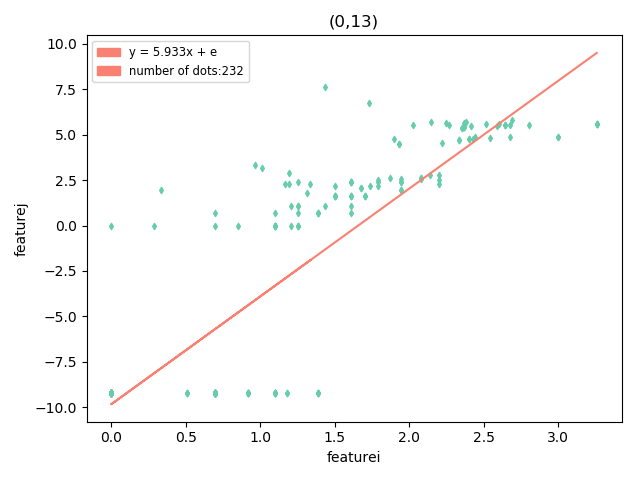 (0,13)
y = 5.933x + e
number of dots:232
10.0
7.5
5.0
2.5
0.0
−2.5
−5.0
−7.5
−10.0
featurej
0.0 0.5 1.0 1.5 2.0 2.5 3.0
featurei